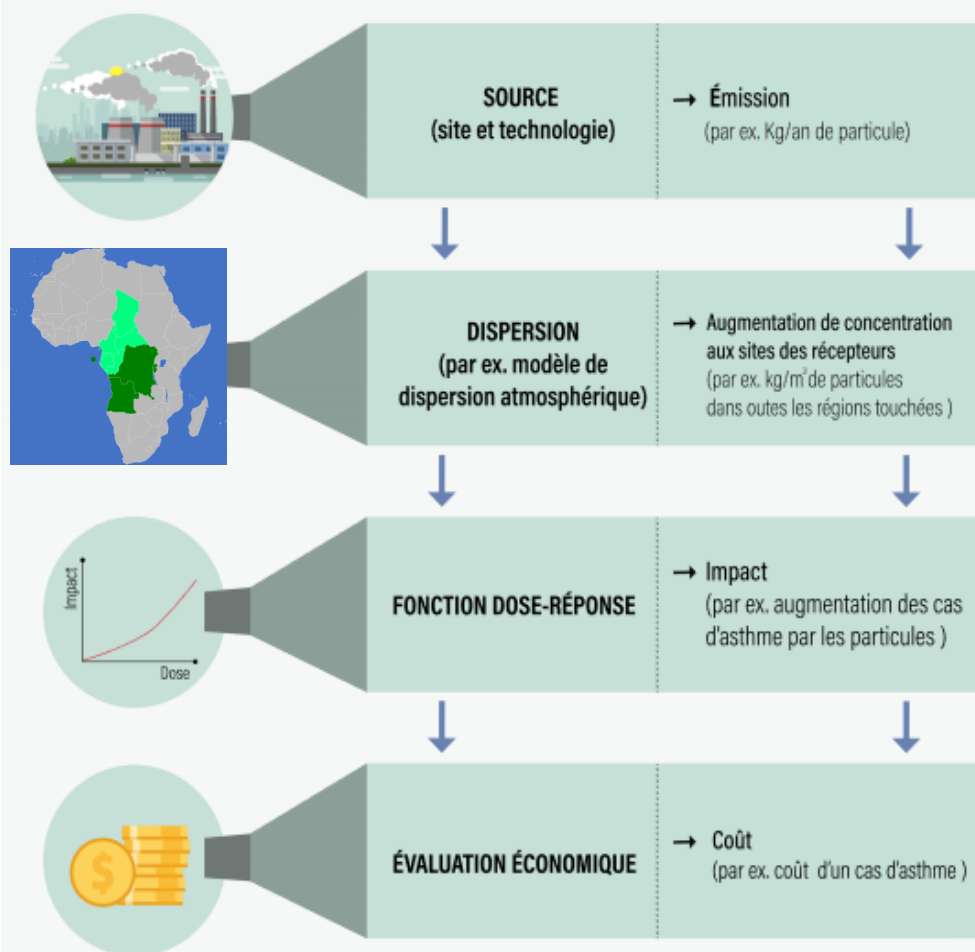 SOURCE
(site et technologie)
→ Émission
(par ex. Kg/an de particule)
DISPERSION
(par ex. modèle de
dispersion atmosphérique)
→ Augmentation de concentration
aux sites des récepteurs
(par ex. kg/m³de particules
dans outes les régions touchées )
Impact
Dose
FONCTION DOSE-RÉPONSE
→ Impact
(par ex. augmentation des cas
d'asthme par les particules )
$
ÉVALUATION ÉCONOMIQUE
→ Coût
(par ex. coût d'un cas d'asthme )